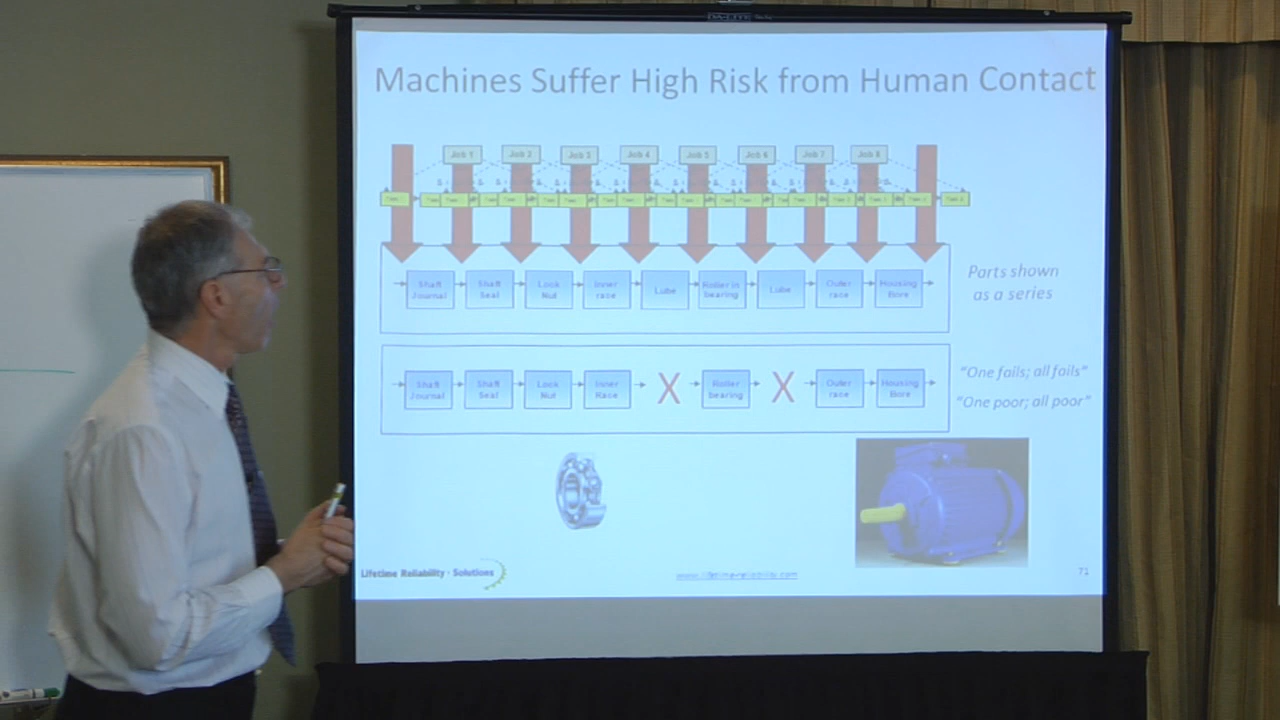 DA-LITE
Machines Suffer High Risk from Human Contact
Job 1 Job 2 Job 3 Job 4 Job 5 Job 6 Job 7 Job 8
Shaft Journal
Shaft Seal
Lock Nut
Inner race
Lube
Roller in bearing
Lube
Outer race
Housing Bore
Parts shown
as a series
Shaft Journal
Shaft Seal
Lock Nut
Inner Race
X
Roller bearing
X
Outer race
Housing Bore
"One fails; all fails"
"One poor; all poor"
Lifetime Reliability • Solutions
www.lifetime-reliability.com
71